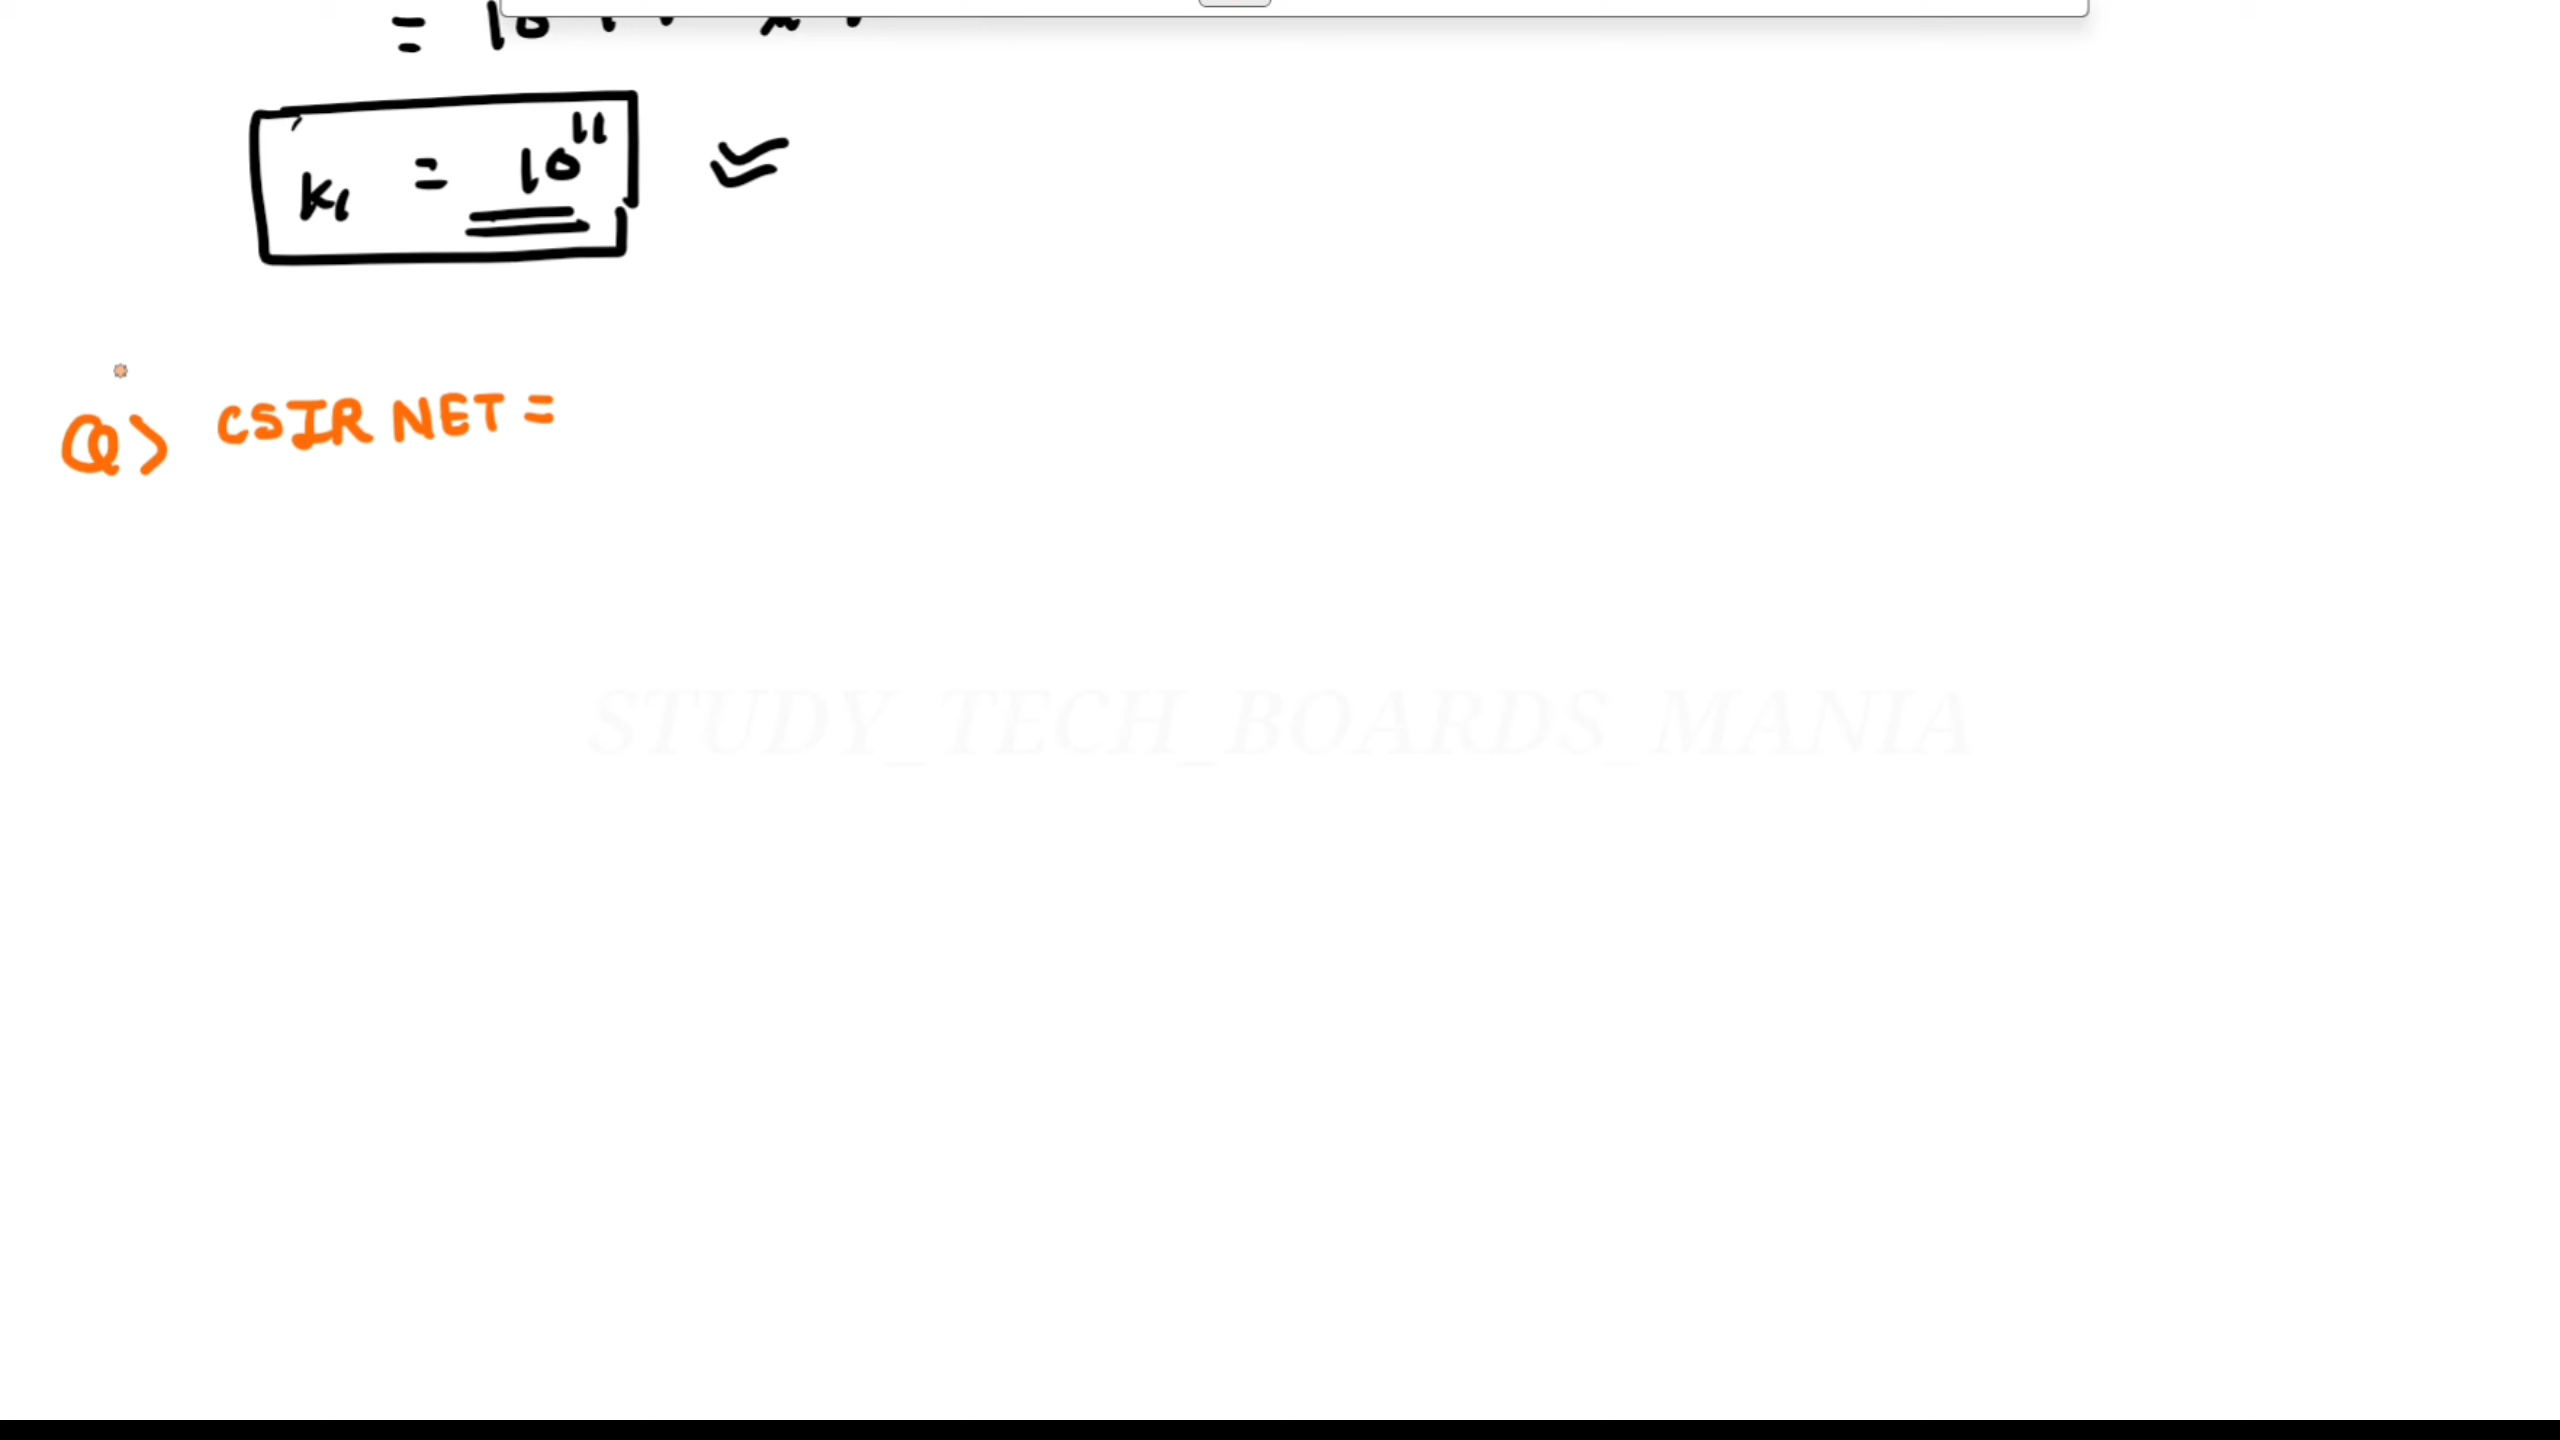 K₁ = 10¹¹
Q> CSIR NET =
STUDY_TECH_BOARDS_MANIA